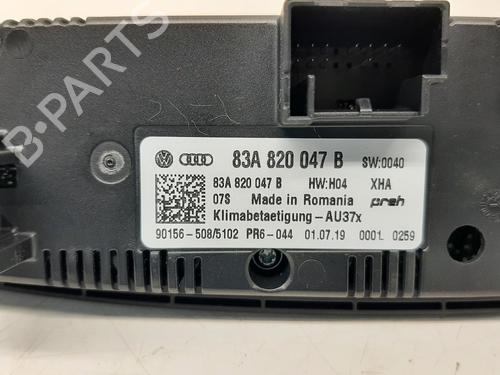 B-PARTS
83A 820 047 B SW:0040
83A 820 047 B HW:H04 XHA
07S Made in Romania preh
Klimabetaetigung-AU37x
90156-508/5102 PR6-044 01.07.19 0001 0259